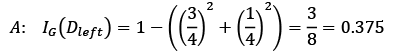 A: I_G(D_left) = 1 − ((3/4)² + (1/4)²) = 3/8 = 0.375